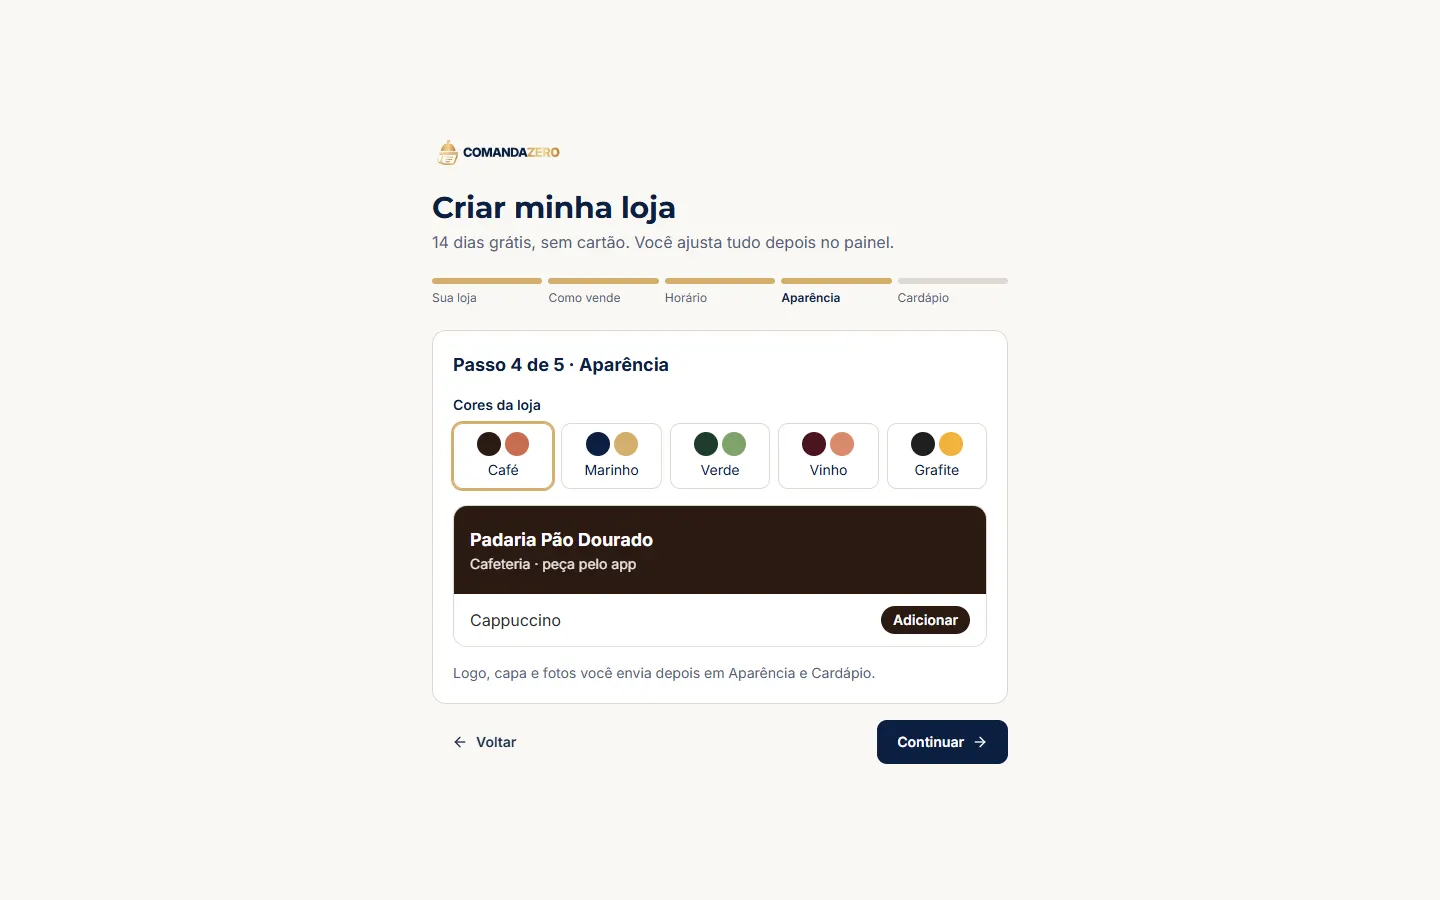 COMANDAZERO
Criar minha loja
14 dias grátis, sem cartão. Você ajusta tudo depois no painel.
Sua loja
Como vende
Horário
Aparência
Cardápio
Passo 4 de 5 · Aparência
Cores da loja
Café
Marinho
Verde
Vinho
Grafite
Padaria Pão Dourado
Cafeteria · peça pelo app
Cappuccino
Adicionar
Logo, capa e fotos você envia depois em Aparência e Cardápio.
← Voltar
Continuar →